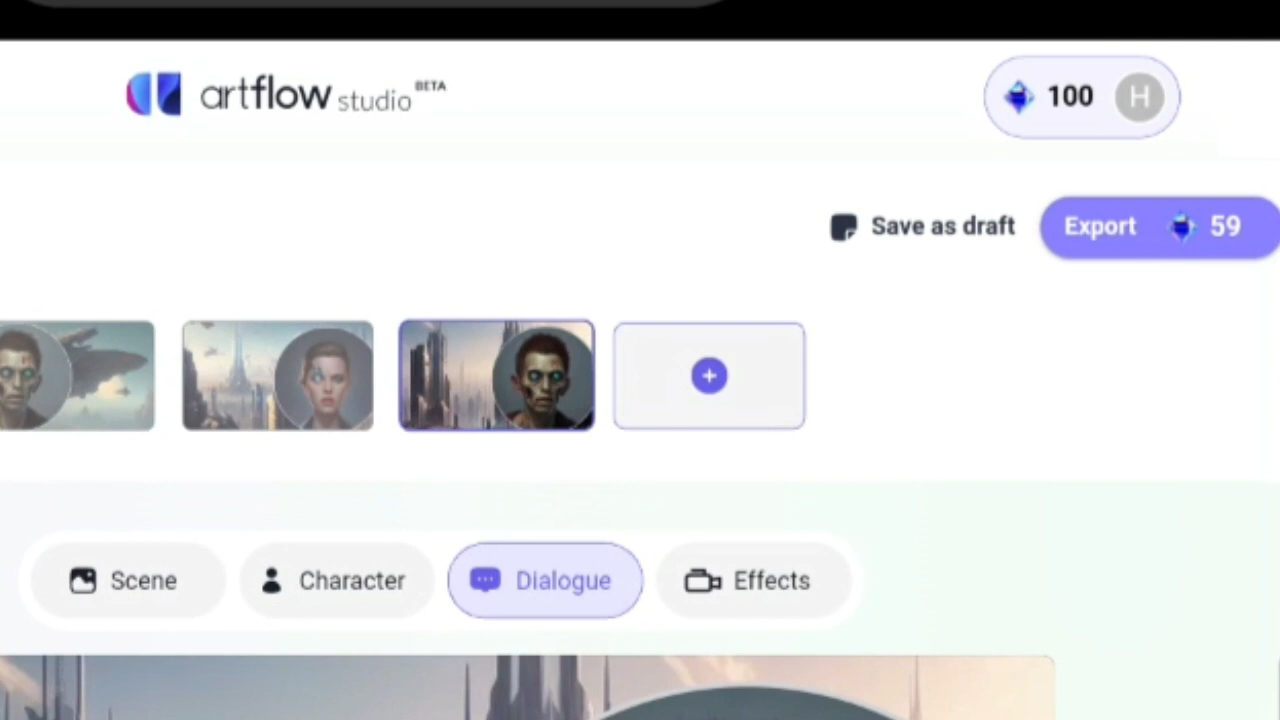 artflow studio BETA
100 H
Save as draft Export 59
Scene Character Dialogue Effects